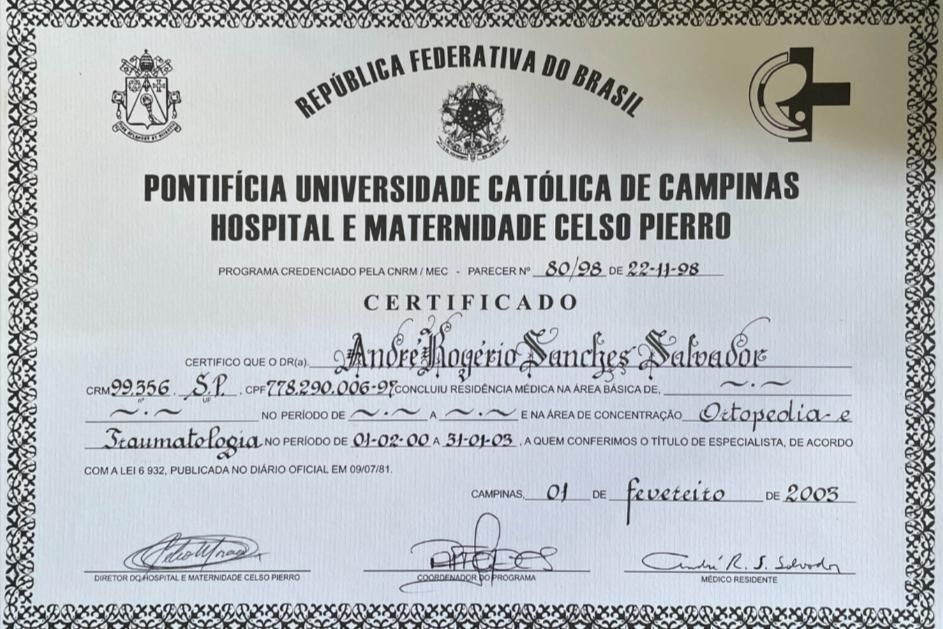 REPÚBLICA FEDERATIVA DO BRASIL
PONTIFÍCIA UNIVERSIDADE CATÓLICA DE CAMPINAS
HOSPITAL E MATERNIDADE CELSO PIERRO
PROGRAMA CREDENCIADO PELA CNRM / MEC - PARECER Nº 80/98 DE 22-11-98
CERTIFICADO
CERTIFICO QUE O DR(a). André Rogério Sanches Salvador
CRM 99.356 , S.P. , CPF 778.290.006-97 CONCLUIU RESIDÊNCIA MÉDICA NA ÁREA BÁSICA DE, ~.~
nº UF
~.~ NO PERÍODO DE ~.~ A ~.~ E NA ÁREA DE CONCENTRAÇÃO Ortopedia e
Traumatologia NO PERÍODO DE 01-02-00 A 31-01-03 , A QUEM CONFERIMOS O TÍTULO DE ESPECIALISTA, DE ACORDO
COM A LEI 6 932, PUBLICADA NO DIÁRIO OFICIAL EM 09/07/81.
CAMPINAS, 01 DE fevereiro DE 2003
André R. S. Salvador
DIRETOR DO HOSPITAL E MATERNIDADE CELSO PIERRO
COORDENADOR DO PROGRAMA
MÉDICO RESIDENTE